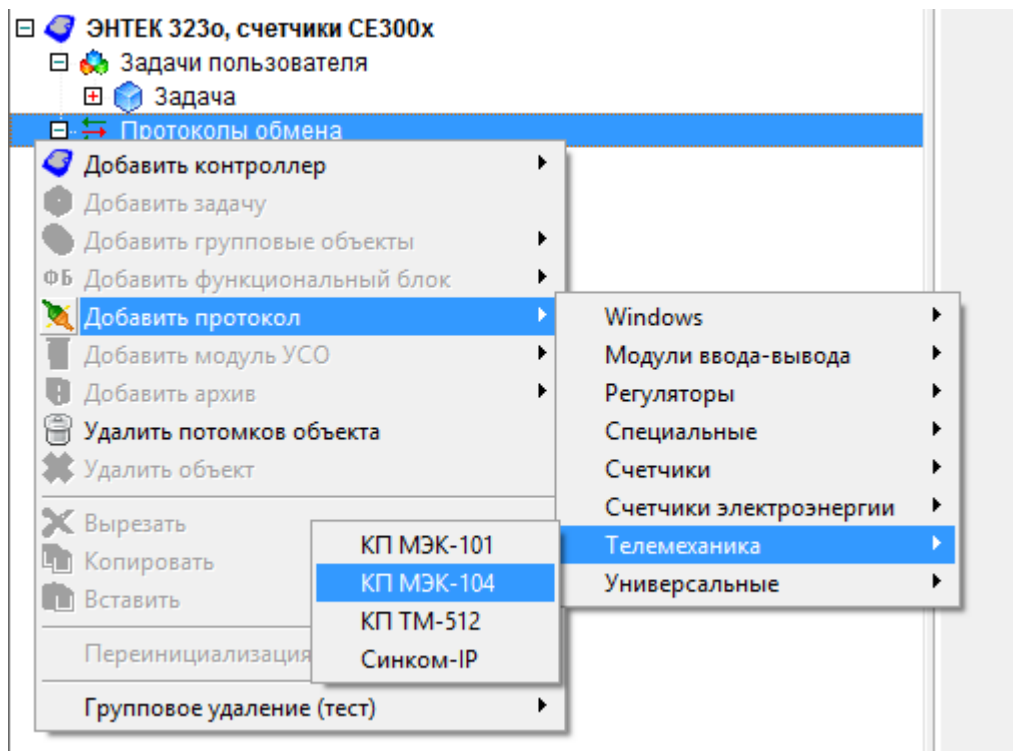 ЭНТЕК 323о, счетчики СЕ300х
Задачи пользователя
Задача
Протоколы обмена
Добавить контроллер
Добавить задачу
Добавить групповые объекты
ФБ Добавить функциональный блок
Добавить протокол
Добавить модуль УСО
Добавить архив
Удалить потомков объекта
Удалить объект
Вырезать
Копировать
Вставить
Переинициализация
Групповое удаление (тест)
Windows
Модули ввода-вывода
Регуляторы
Специальные
Счетчики
Счетчики электроэнергии
Телемеханика
Универсальные
КП МЭК-101
КП МЭК-104
КП ТМ-512
Синком-IP